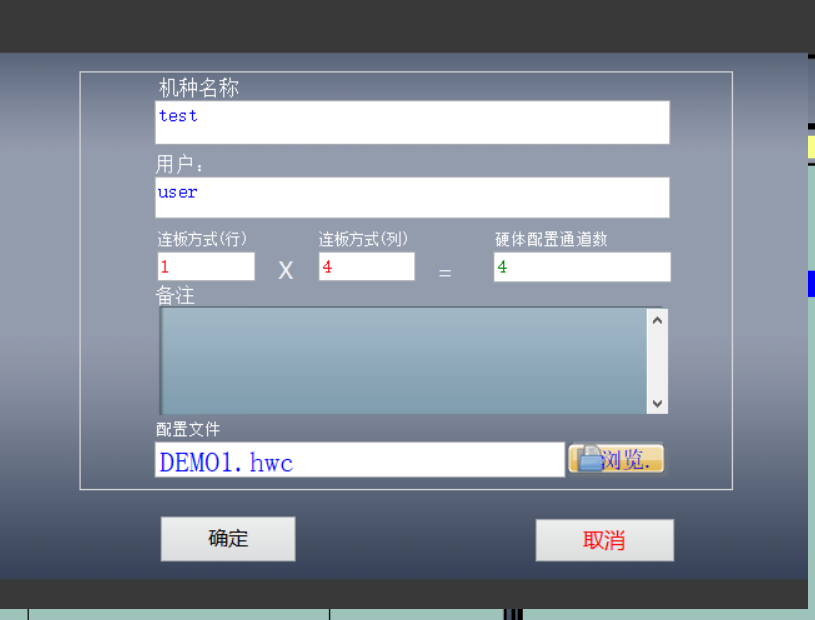 机种名称
test
用户：
user
连板方式(行) 连板方式(列) 硬体配置通道数
1 X 4 = 4
备注
配置文件
DEMO1.hwc 浏览.
确定 取消